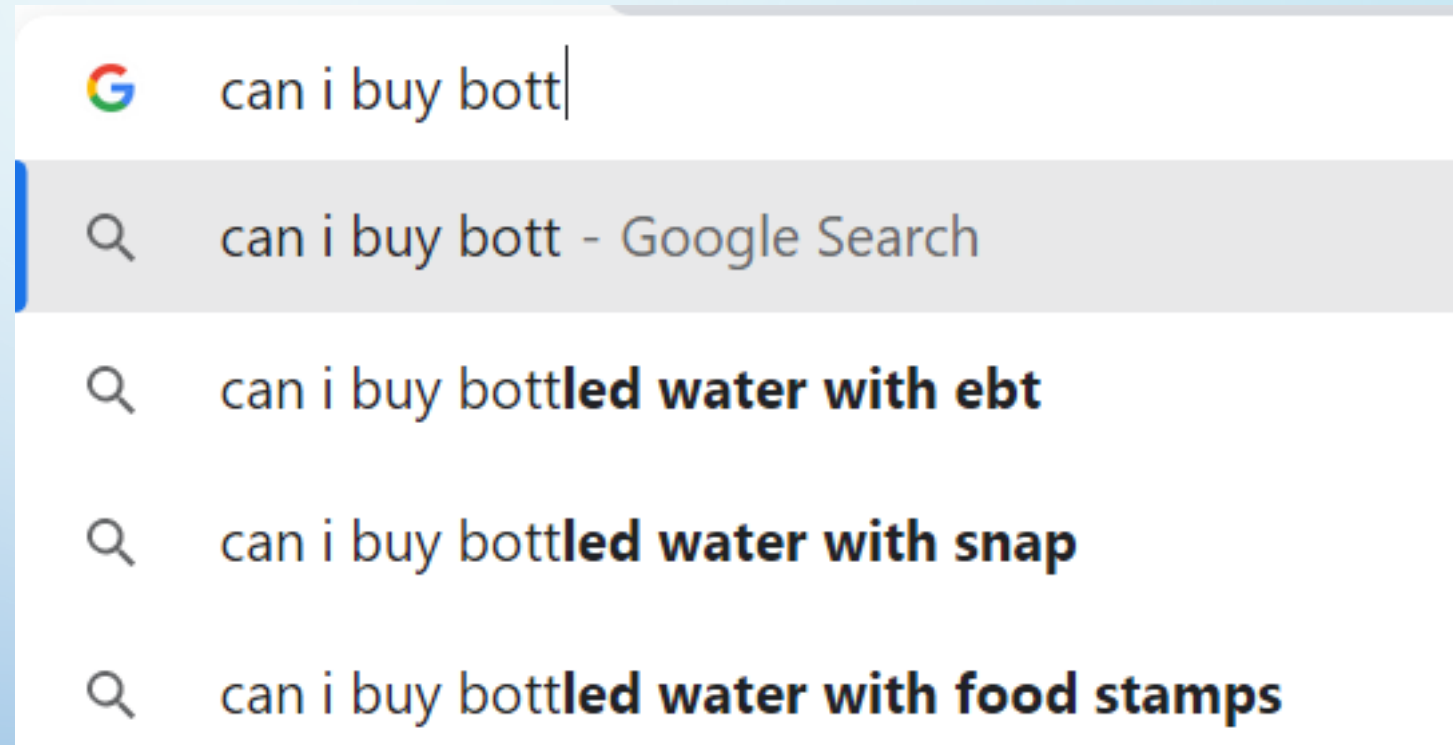 can i buy bott
can i buy bott - Google Search
can i buy bottled water with ebt
can i buy bottled water with snap
can i buy bottled water with food stamps